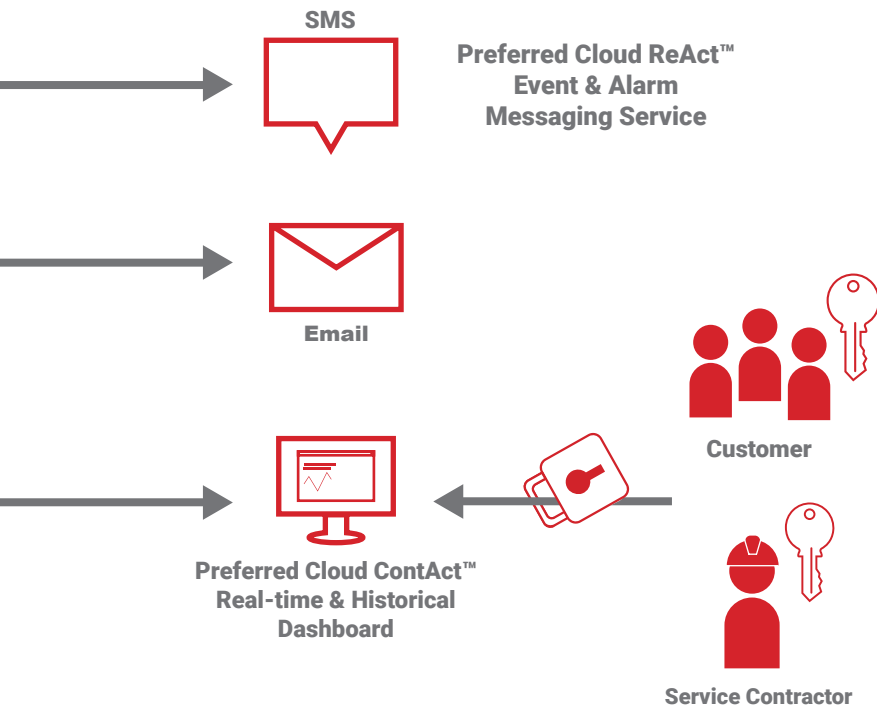 SMS
Preferred Cloud ReAct™
Event & Alarm
Messaging Service
Email
Customer
Preferred Cloud ContAct™
Real-time & Historical
Dashboard
Service Contractor